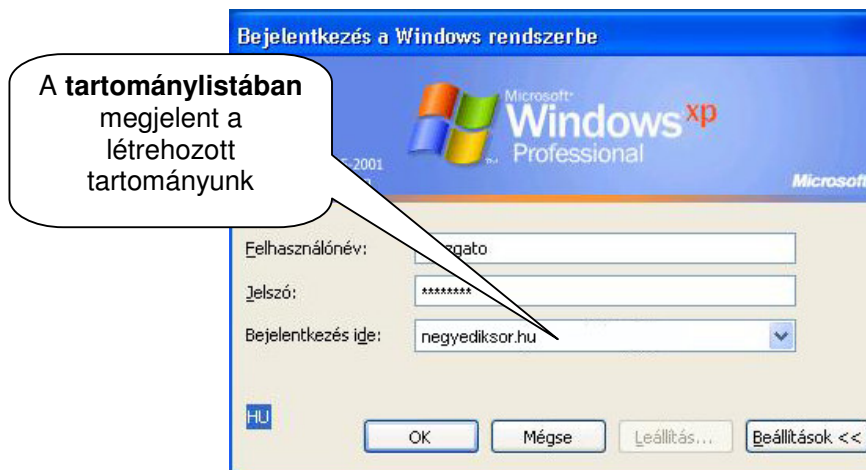 Bejelentkezés a Windows rendszerbe
A tartománylistában
megjelent a
létrehozott
tartományunk
Microsoft
Windows xp
Professional
-2001
Microsoft
Felhasználónév:
Jelszó: ********
Bejelentkezés ide: negyediksor.hu
HU
OK Mégse Leállítás... Beállítások <<